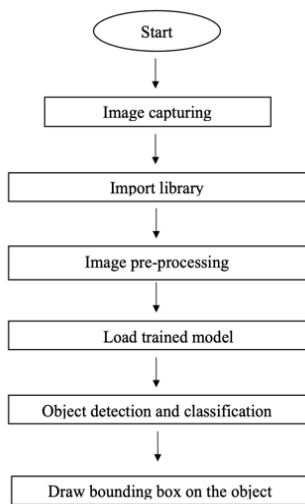 Start
Image capturing
Import library
Image pre-processing
Load trained model
Object detection and classification
Draw bounding box on the object